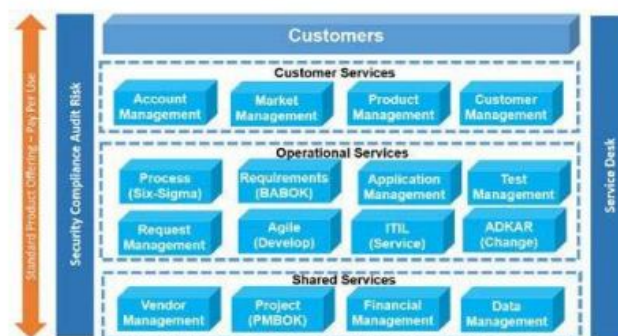 Standard Product Offering – Pay Per Use
Security Compliance Audit Risk
Customers
Customer Services
Account
Management
Market
Management
Product
Management
Customer
Management
Operational Services
Process
(Six-Sigma)
Requirements
(BABOK)
Application
Management
Test
Management
Request
Management
Agile
(Develop)
ITIL
(Service)
ADKAR
(Change)
Shared Services
Vendor
Management
Project
(PMBOK)
Financial
Management
Data
Management
Service Desk